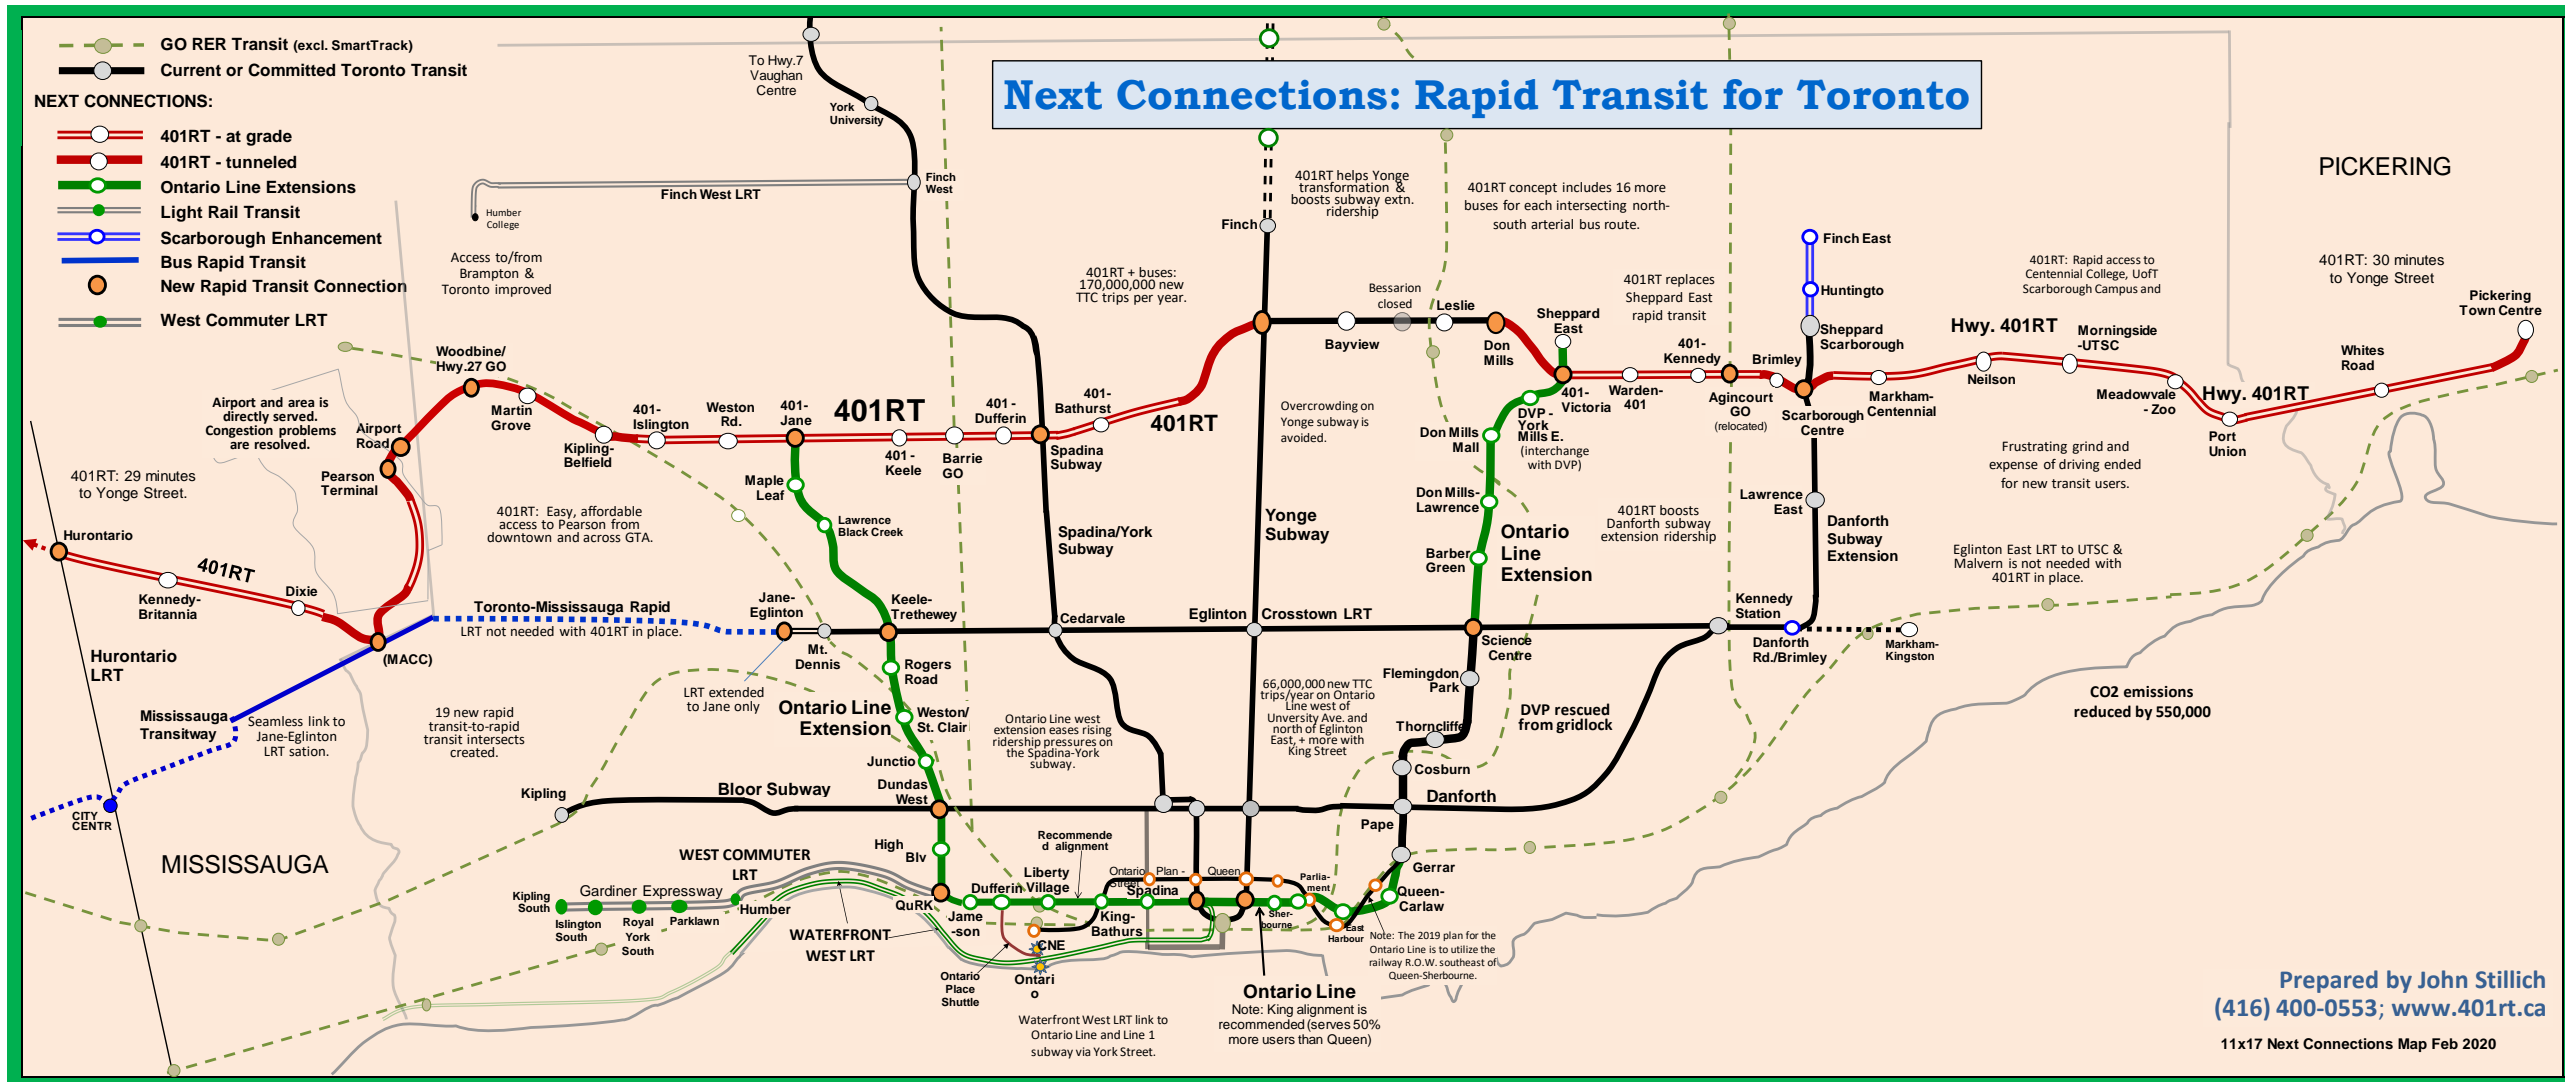 GO RER Transit (excl. SmartTrack)
Current or Committed Toronto Transit
NEXT CONNECTIONS:
401RT - at grade
401RT - tunneled
Ontario Line Extensions
Light Rail Transit
Scarborough Enhancement
Bus Rapid Transit
New Rapid Transit Connection
West Commuter LRT
Next Connections: Rapid Transit for Toronto
To Hwy.7
Vaughan
Centre
York
University
Finch
West
Finch West LRT
Humber
College
Access to/from
Brampton &
Toronto improved
401RT helps Yonge
transformation &
boosts subway extn.
ridership
Finch
401RT concept includes 16 more
buses for each intersecting north-
south arterial bus route.
PICKERING
401RT + buses:
170,000,000 new
TTC trips per year.
Bessarion
closed
Leslie
Bayview
Don
Mills
Sheppard
East
401RT replaces
Sheppard East
rapid transit
Finch East
Huntingto
Sheppard
Scarborough
401RT: Rapid access to
Centennial College, UofT
Scarborough Campus and
401RT: 30 minutes
to Yonge Street
Pickering
Town Centre
Hwy. 401RT
Morningside
-UTSC
Whites
Road
Neilson
Meadowvale
- Zoo
Hwy. 401RT
Port
Union
401-
Kennedy
Brimley
Warden-
401
Agincourt
GO
(relocated)
Scarborough
Centre
Markham-
Centennial
401-
Victoria
DVP -
York
Mills E.
(interchange
with DVP)
Don Mills
Mall
Don Mills-
Lawrence
Barber
Green
Ontario
Line
Extension
401RT boosts
Danforth subway
extension ridership
Lawrence
East
Danforth
Subway
Extension
Frustrating grind and
expense of driving ended
for new transit users.
Eglinton East LRT to UTSC &
Malvern is not needed with
401RT in place.
Woodbine/
Hwy.27 GO
Airport and area is
directly served.
Congestion problems
are resolved.
Airport
Road
Pearson
Terminal
Martin
Grove
Kipling-
Belfield
401-
Islington
Weston
Rd.
401-
Jane
401RT
401 -
Keele
Barrie
GO
401 -
Dufferin
Spadina
Subway
401-
Bathurst
401RT
Overcrowding on
Yonge subway is
avoided.
401RT: 29 minutes
to Yonge Street.
401RT: Easy, affordable
access to Pearson from
downtown and across GTA.
Maple
Leaf
Lawrence
Black Creek
Spadina/York
Subway
Yonge
Subway
Hurontario
401RT
Kennedy-
Britannia
Dixie
(MACC)
Hurontario
LRT
Toronto-Mississauga Rapid
LRT not needed with 401RT in place.
Jane-
Eglinton
Mt.
Dennis
Keele-
Trethewey
Cedarvale
Eglinton
Crosstown LRT
Science
Centre
Kennedy
Station
Danforth
Rd./Brimley
Markham-
Kingston
Rogers
Road
LRT extended
to Jane only
Ontario Line
Extension
Weston/
St. Clair
Ontario Line west
extension eases rising
ridership pressures on
the Spadina-York
subway.
66,000,000 new TTC
trips/year on Ontario
Line west of
Unversity Ave. and
north of Eglinton
East, + more with
King Street
Flemingdon
Park
Thorncliffe
DVP rescued
from gridlock
CO2 emissions
reduced by 550,000
Mississauga
Transitway
Seamless link to
Jane-Eglinton
LRT sation.
19 new rapid
transit-to-rapid
transit intersects
created.
CITY
CENTR
Kipling
Bloor Subway
Junctio
Dundas
West
Cosburn
Danforth
Pape
Gerrar
MISSISSAUGA
High
Blv
WEST COMMUTER
LRT
Gardiner Expressway
Kipling
South
Islington
South
Royal
York
South
Parklawn
Humber
QuRK
WATERFRONT
WEST LRT
Recommende
d alignment
Liberty
Village
Dufferin
Jame
-son
King-
Bathurs
Ontario
Street
Plan -
Queen
Spadina
Sher-
bourne
Parlia-
ment
Queen-
Carlaw
East
Harbour
CNE
Ontario
Place
Shuttle
Ontari
o
Note: The 2019 plan for the
Ontario Line is to utilize the
railway R.O.W. southeast of
Queen-Sherbourne.
Ontario Line
Note: King alignment is
recommended (serves 50%
more users than Queen)
Waterfront West LRT link to
Ontario Line and Line 1
subway via York Street.
Prepared by John Stillich
(416) 400-0553; www.401rt.ca
11x17 Next Connections Map Feb 2020